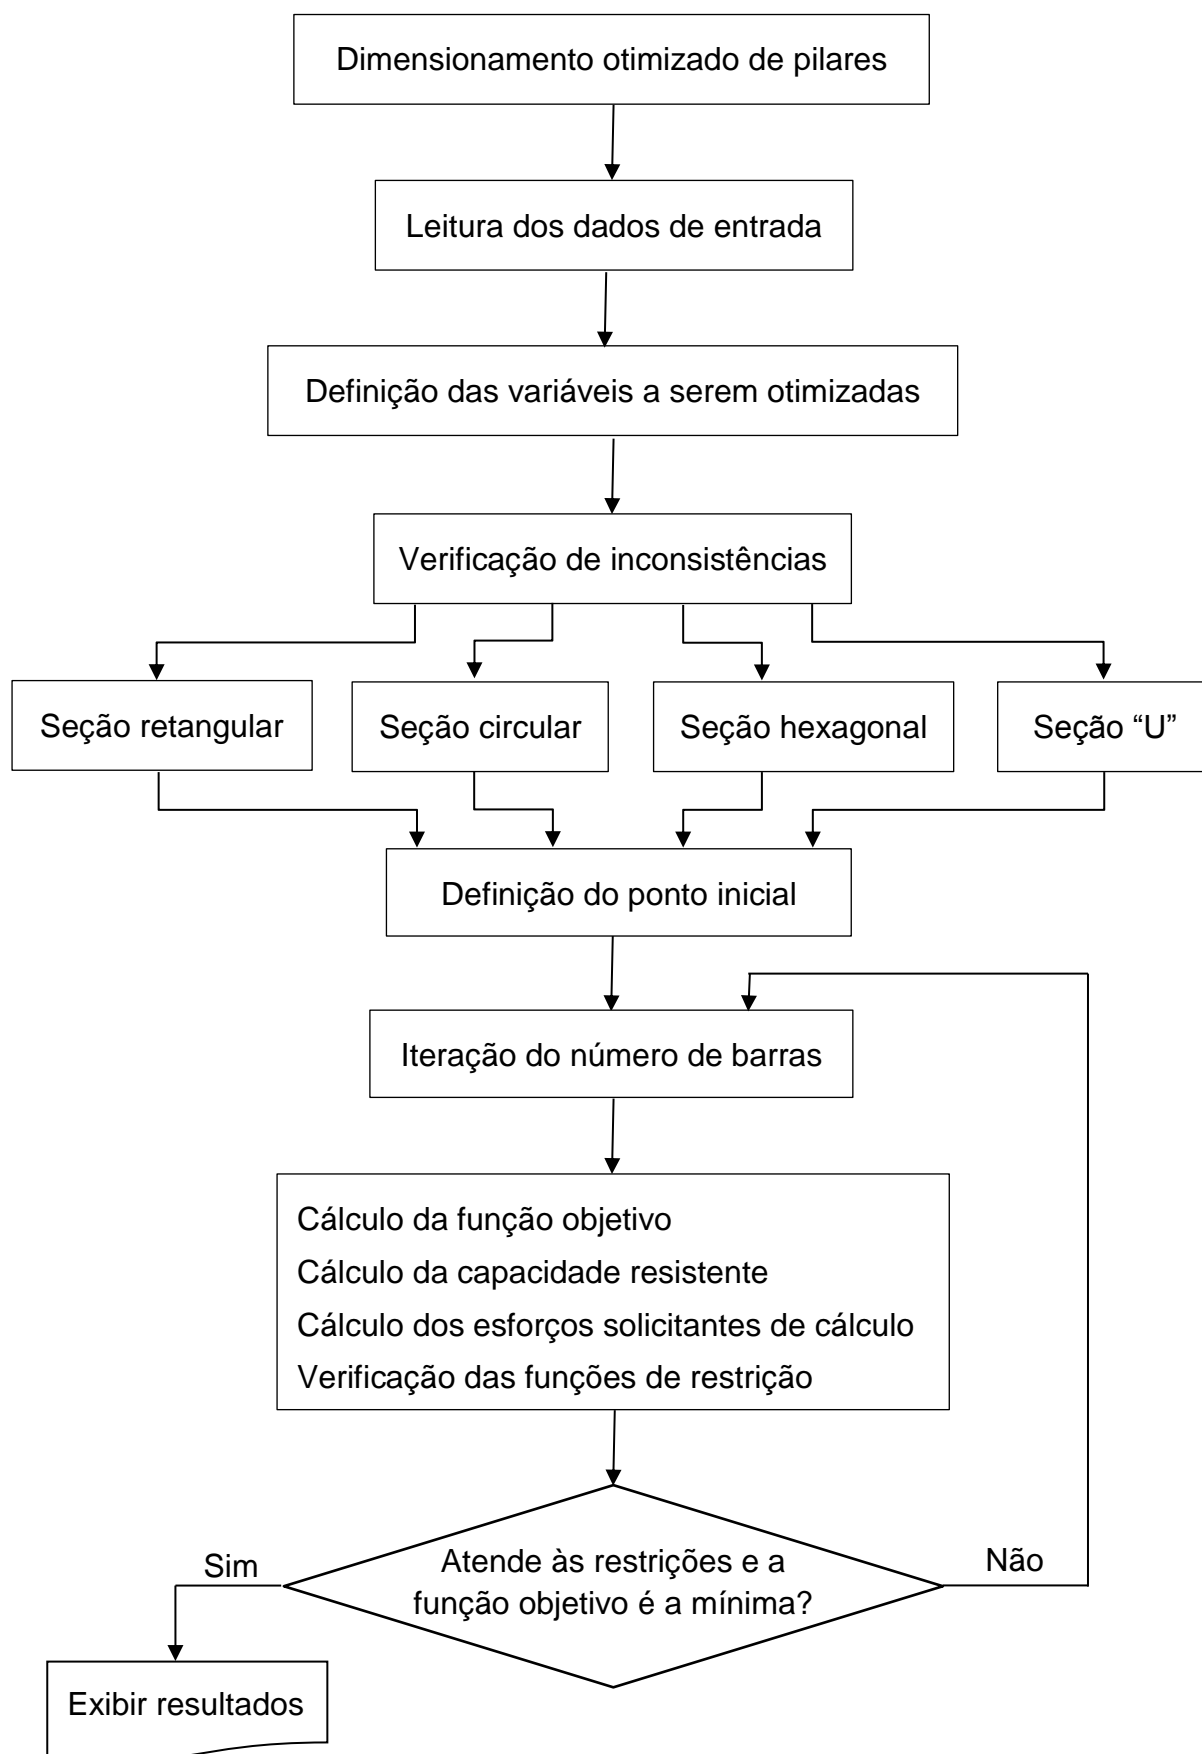 Dimensionamento otimizado de pilares
Leitura dos dados de entrada
Definição das variáveis a serem otimizadas
Verificação de inconsistências
Seção retangular
Seção circular
Seção hexagonal
Seção “U”
Definição do ponto inicial
Iteração do número de barras
Cálculo da função objetivo
Cálculo da capacidade resistente
Cálculo dos esforços solicitantes de cálculo
Verificação das funções de restrição
Sim
Atende às restrições e a
função objetivo é a mínima?
Não
Exibir resultados